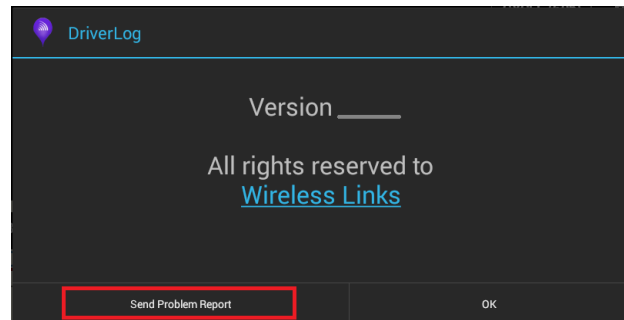 DriverLog
Version
All rights reserved to
Wireless Links
Send Problem Report
OK